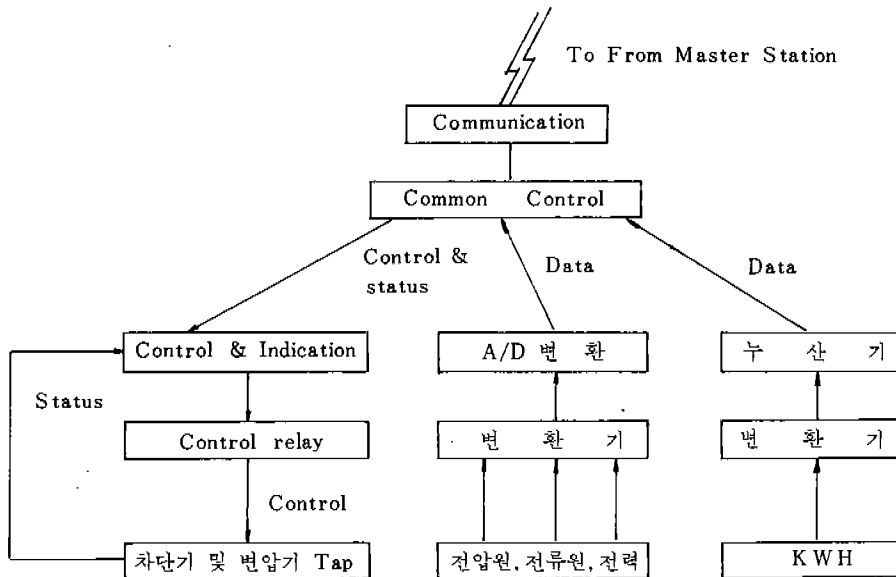 To From Master Station
Communication
Common Control
Control &
status
Data
Data
Control & Indication
A/D 변 환
누 산 기
Status
Control relay
변 환 기
변 환 기
Control
차단기 및 변압기 Tap
전압원, 전류원, 전력
KWH